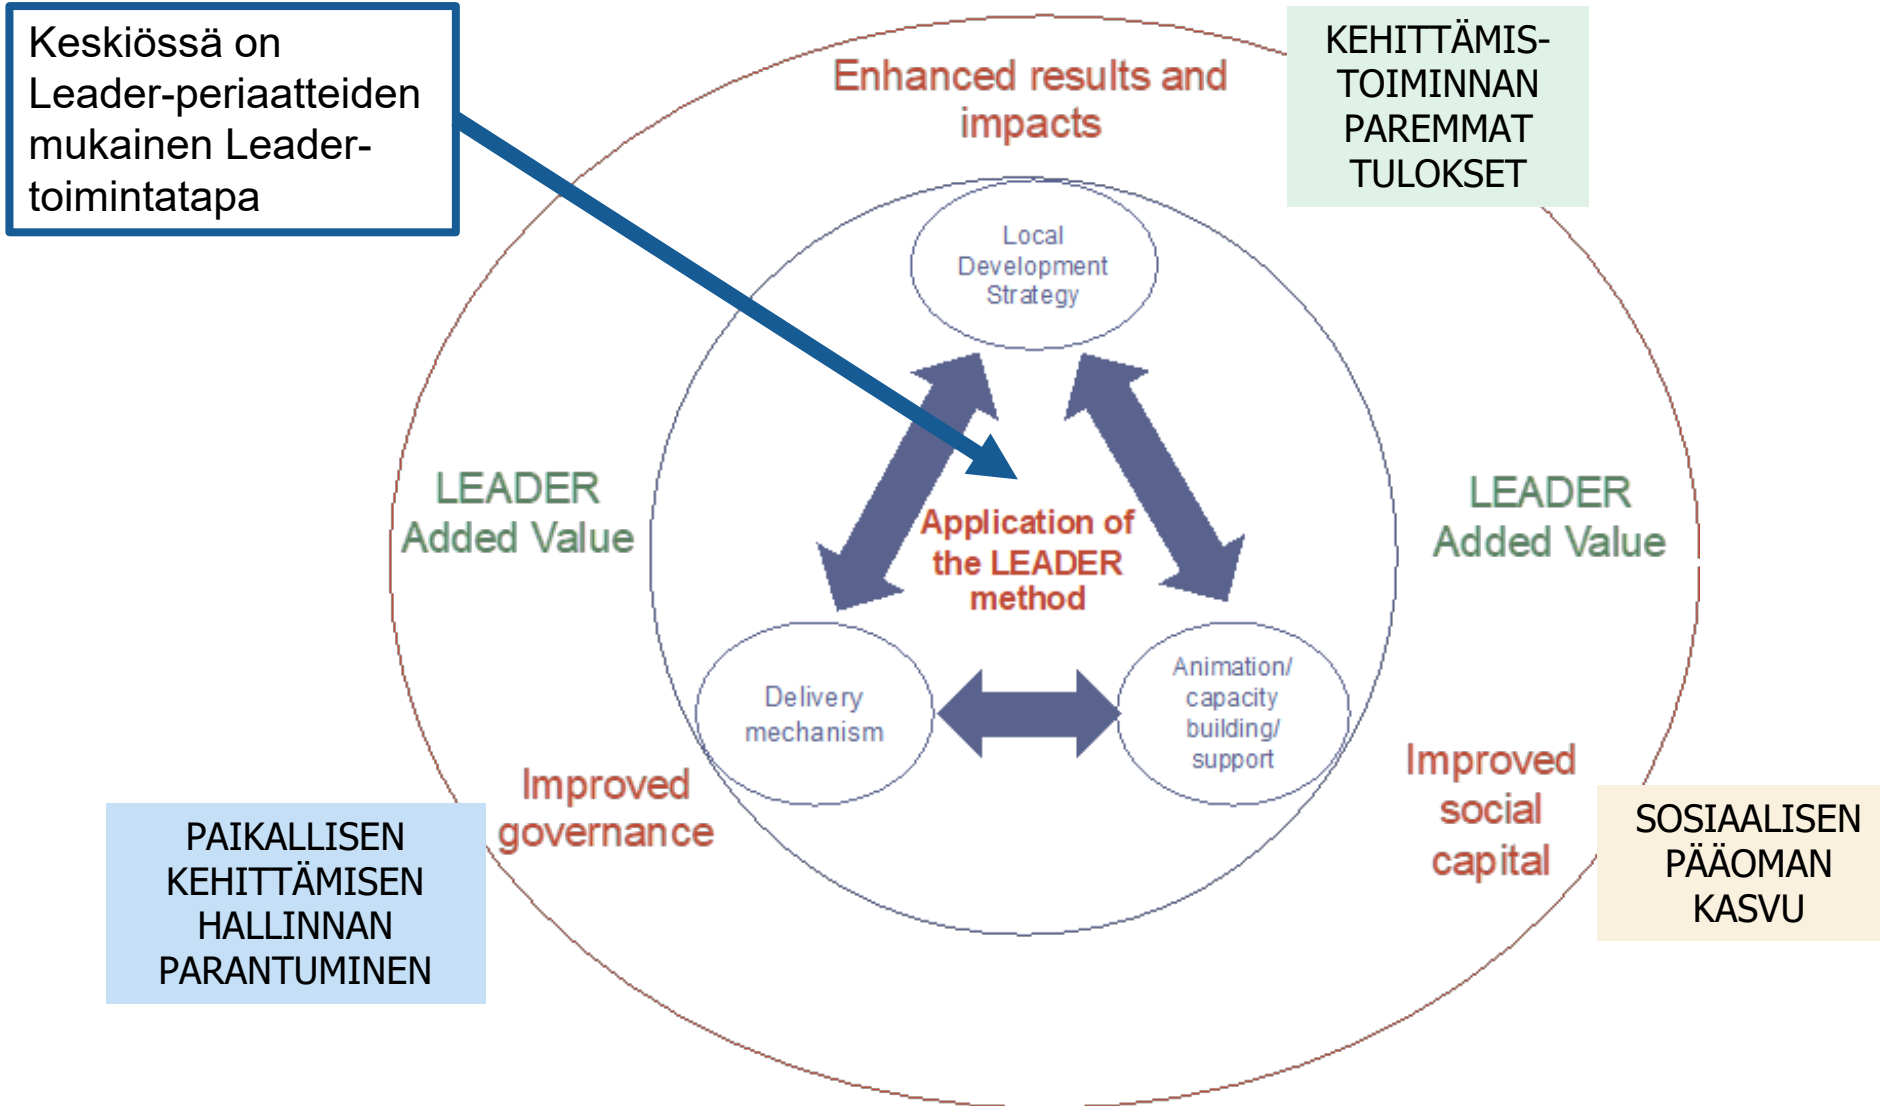 Keskiössä on
Leader-periaatteiden
mukainen Leader-
toimintatapa
Enhanced results and
impacts
KEHITTÄMIS-
TOIMINNAN
PAREMMAT
TULOKSET
Local
Development
Strategy
LEADER
Added Value
Application of
the LEADER
method
LEADER
Added Value
Delivery
mechanism
Animation/
capacity
building/
support
Improved
governance
Improved
social
capital
PAIKALLISEN
KEHITTÄMISEN
HALLINNAN
PARANTUMINEN
SOSIAALISEN
PÄÄOMAN
KASVU